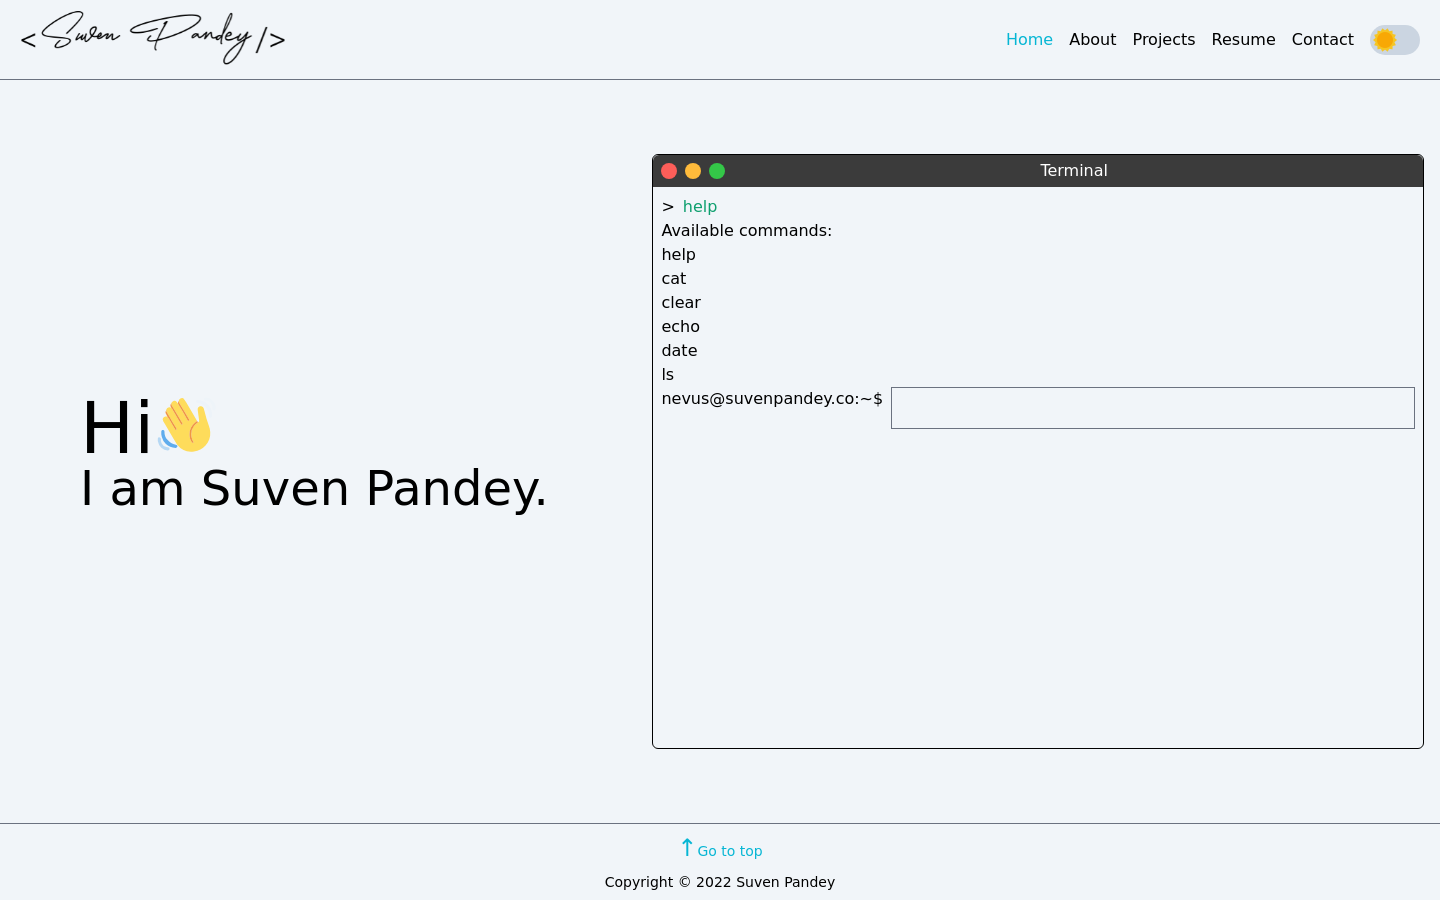 <Suven Pandey/>
Home About Projects Resume Contact
Terminal
> help
Available commands:
help
cat
clear
echo
date
ls
nevus@suvenpandey.co:~$
Hi👋
I am Suven Pandey.
↑ Go to top
Copyright © 2022 Suven Pandey